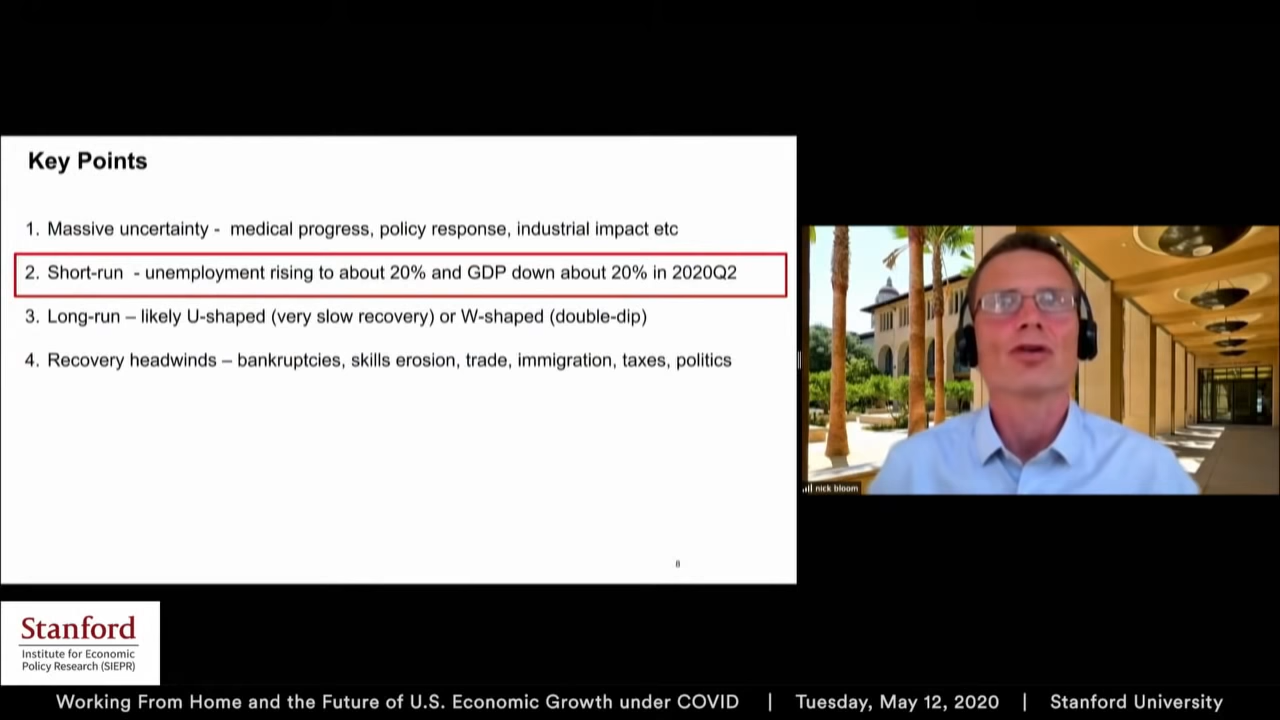 Key Points
1. Massive uncertainty - medical progress, policy response, industrial impact etc
2. Short-run - unemployment rising to about 20% and GDP down about 20% in 2020Q2
3. Long-run – likely U-shaped (very slow recovery) or W-shaped (double-dip)
4. Recovery headwinds – bankruptcies, skills erosion, trade, immigration, taxes, politics
8
nick bloom
Stanford
Institute for Economic
Policy Research (SIEPR)
Working From Home and the Future of U.S. Economic Growth under COVID | Tuesday, May 12, 2020 | Stanford University